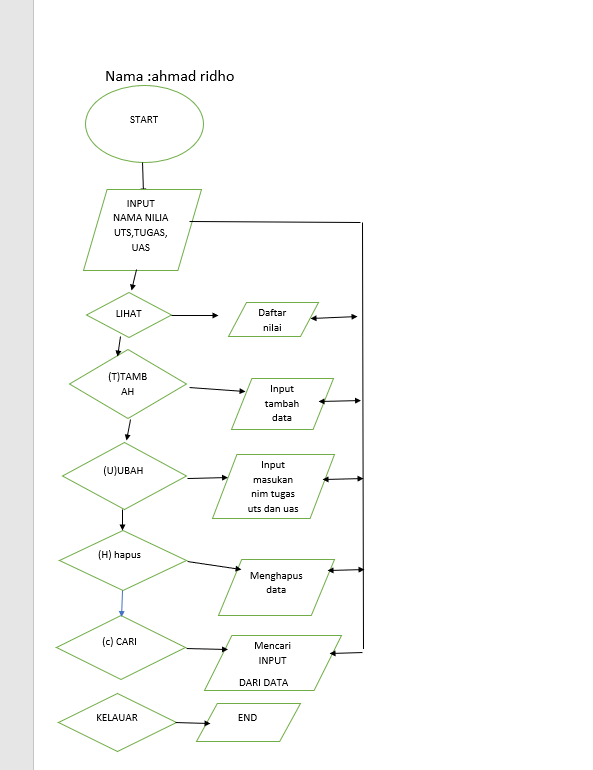 Nama :ahmad ridho
START
INPUT
NAMA NILIA
UTS,TUGAS,
UAS
LIHAT
Daftar
nilai
(T)TAMB
AH
Input
tambah
data
(U)UBAH
Input
masukan
nim tugas
uts dan uas
(H) hapus
Menghapus
data
(c) CARI
Mencari
INPUT
DARI DATA
KELAUAR
END